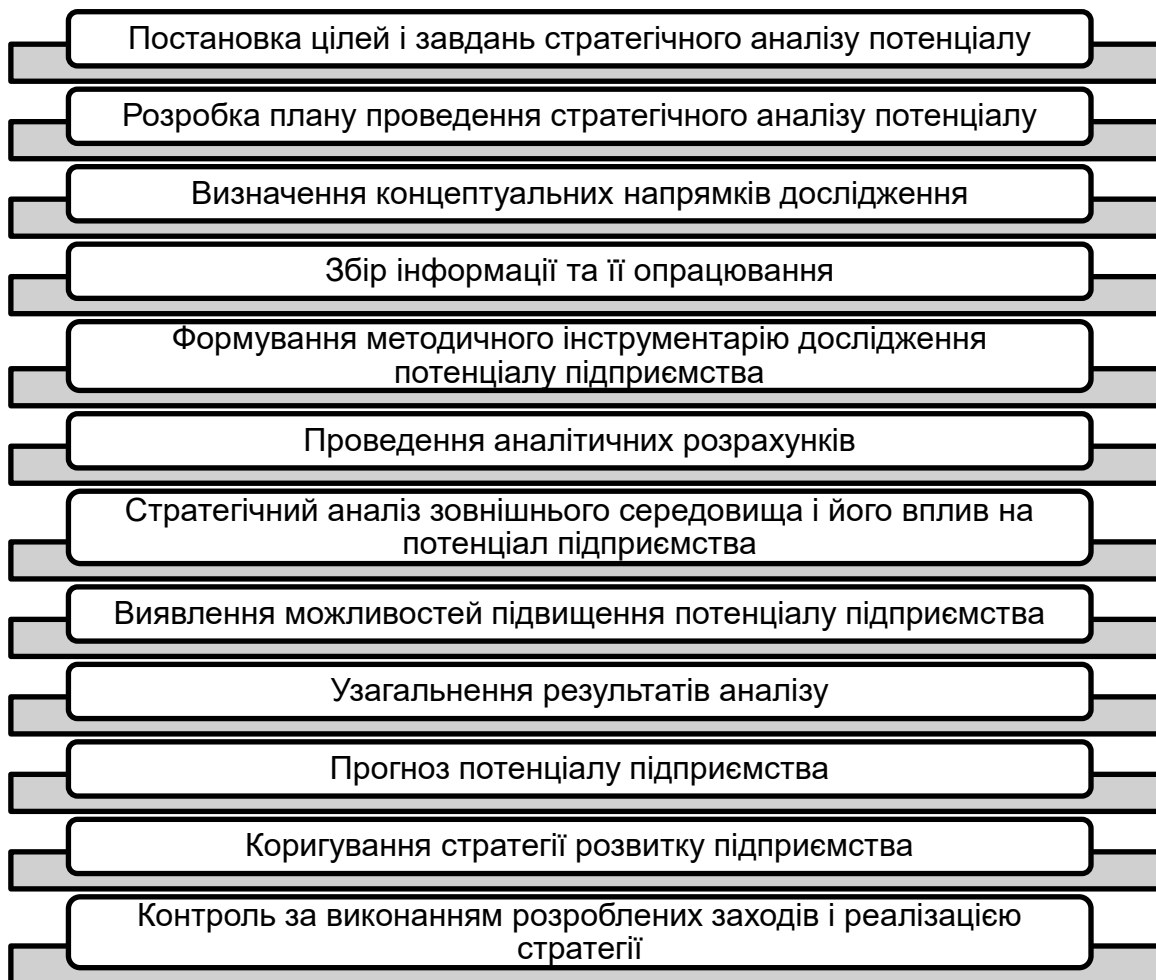 Постановка цілей і завдань стратегічного аналізу потенціалу
Розробка плану проведення стратегічного аналізу потенціалу
Визначення концептуальних напрямків дослідження
Збір інформації та її опрацювання
Формування методичного інструментарію дослідження
потенціалу підприємства
Проведення аналітичних розрахунків
Стратегічний аналіз зовнішнього середовища і його вплив на
потенціал підприємства
Виявлення можливостей підвищення потенціалу підприємства
Узагальнення результатів аналізу
Прогноз потенціалу підприємства
Коригування стратегії розвитку підприємства
Контроль за виконанням розроблених заходів і реалізацією
стратегії